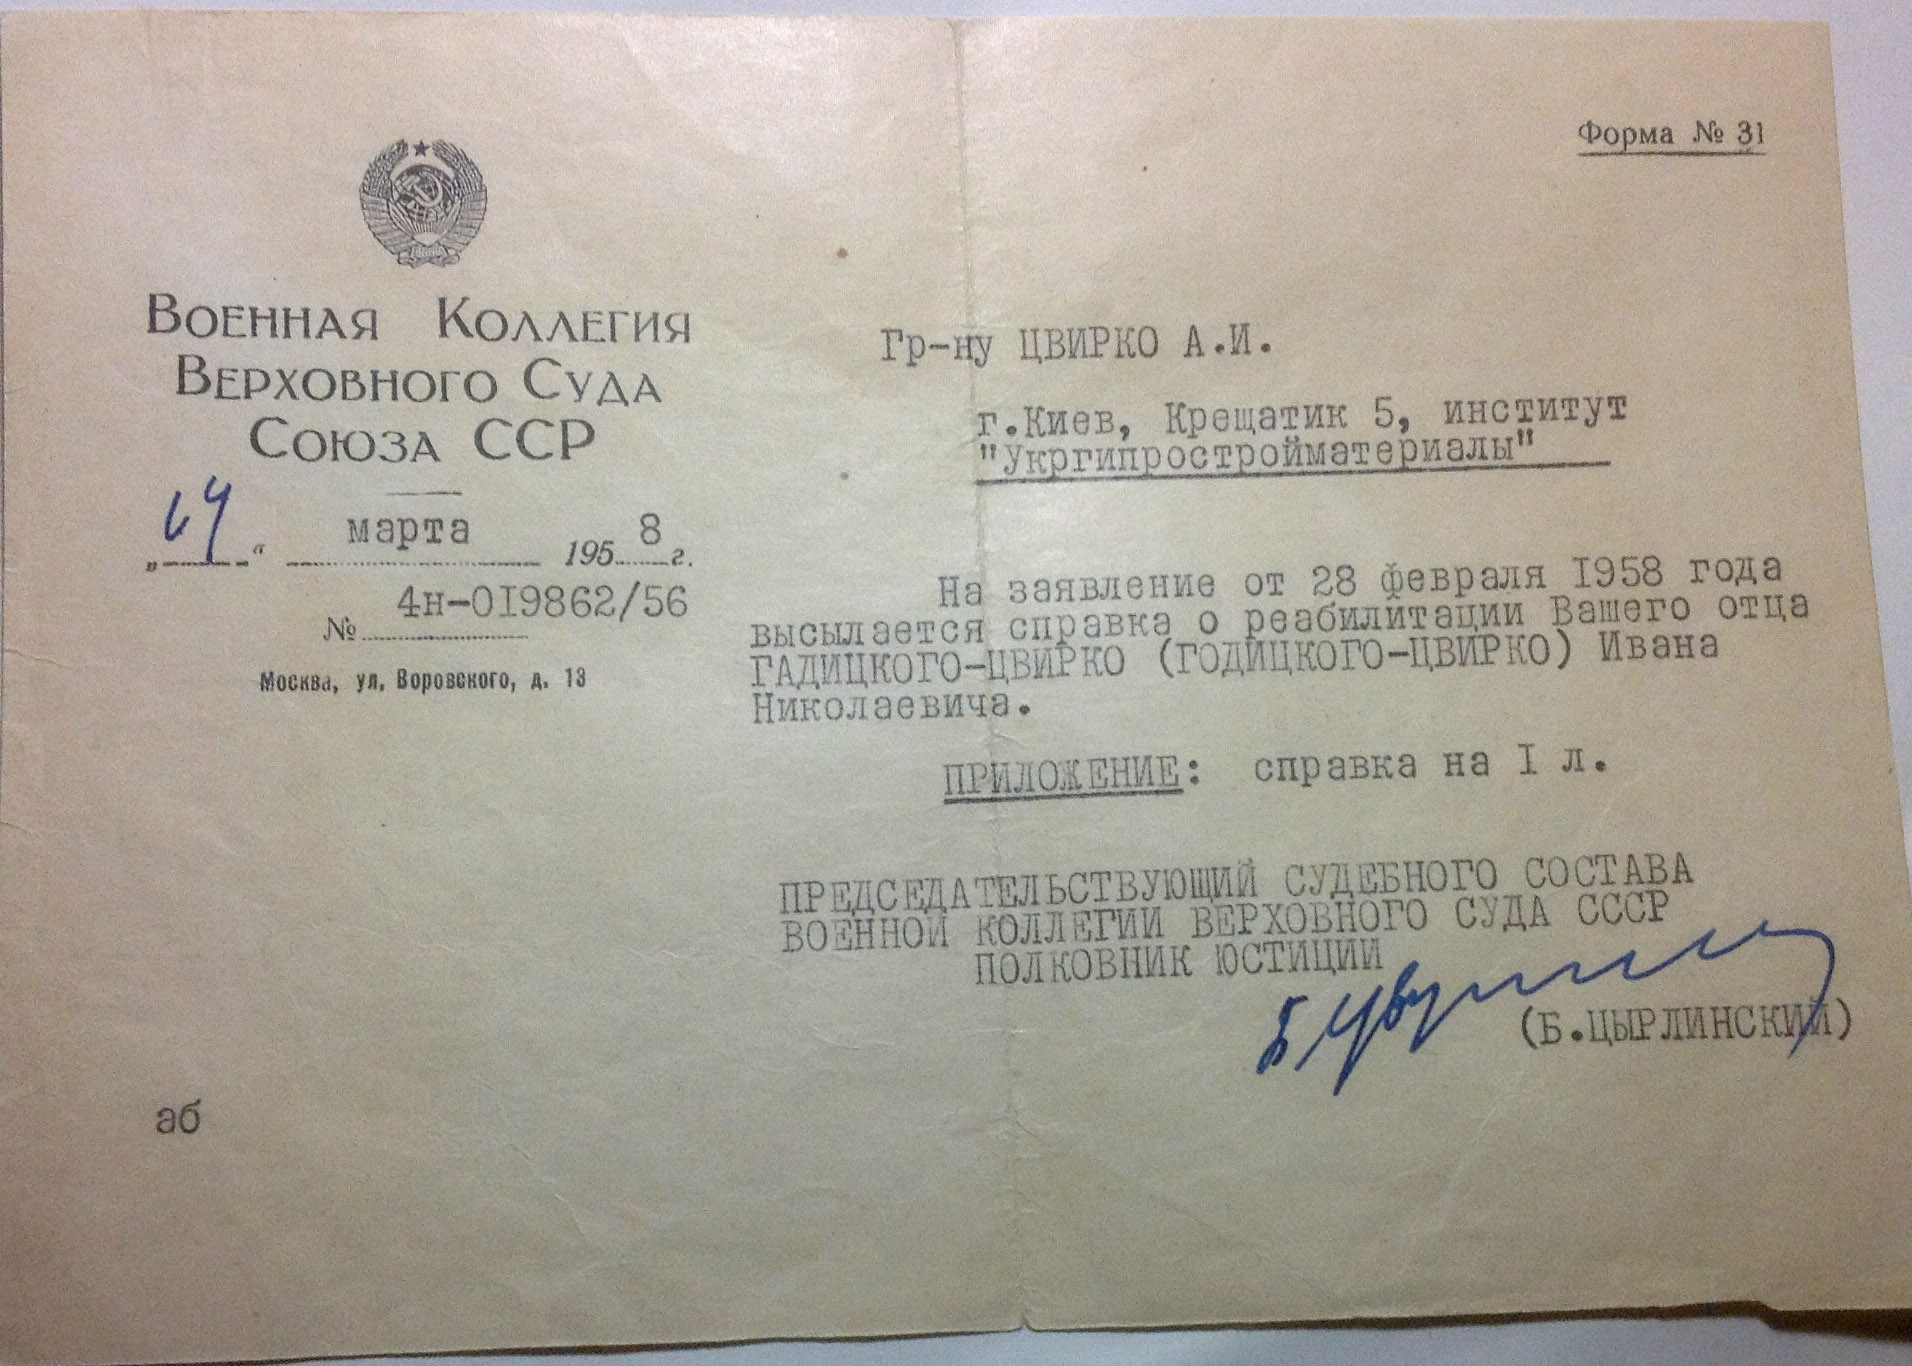 Форма № 31
Военная Коллегия
Верховного Суда
Союза ССР
„14“ марта 1958 г.
№ 4н-019862/56
Москва, ул. Воровского, д. 13
Гр-ну ЦВИРКО А.И.
г.Киев, Крещатик 5, институт
"Укргипростройматериалы"
На заявление от 28 февраля 1958 года
высылается справка о реабилитации Вашего отца
ГАДИЦКОГО-ЦВИРКО (ГОДИЦКОГО-ЦВИРКО) Ивана
Николаевича.
ПРИЛОЖЕНИЕ: справка на I л.
ПРЕДСЕДАТЕЛЬСТВУЮЩИЙ СУДЕБНОГО СОСТАВА
ВОЕННОЙ КОЛЛЕГИИ ВЕРХОВНОГО СУДА СССР
ПОЛКОВНИК ЮСТИЦИИ
(Б.ЦЫРЛИНСКИЙ)
аб